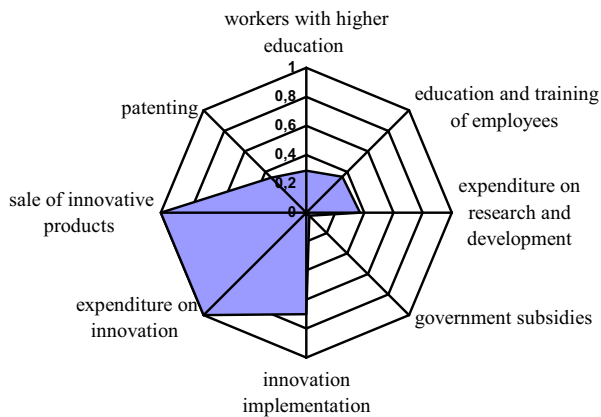 workers with higher
education
1
0,8
0,6
0,4
0,2
0
education and training
of employees
expenditure on
research and
development
government subsidies
innovation
implementation
expenditure on
innovation
sale of innovative
products
patenting